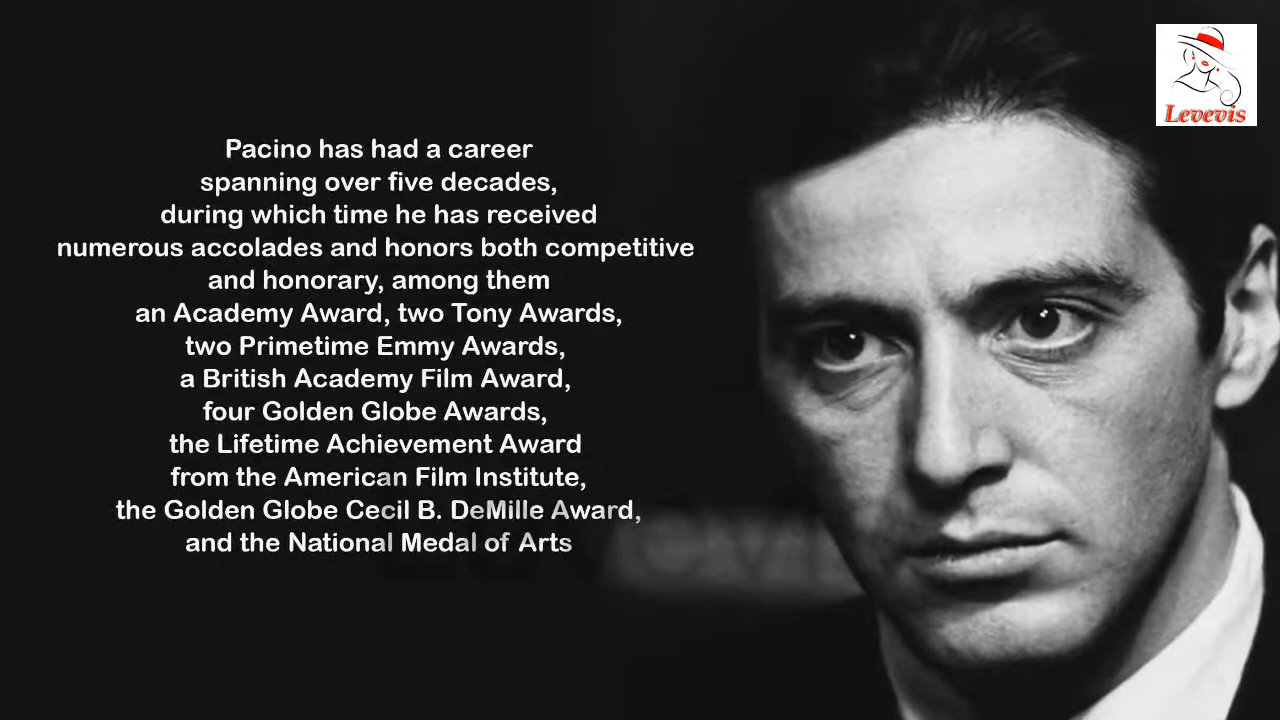 Pacino has had a career
spanning over five decades,
during which time he has received
numerous accolades and honors both competitive
and honorary, among them
an Academy Award, two Tony Awards,
two Primetime Emmy Awards,
a British Academy Film Award,
four Golden Globe Awards,
the Lifetime Achievement Award
from the American Film Institute,
the Golden Globe Cecil B. DeMille Award,
and the National Medal of Arts
Levevis